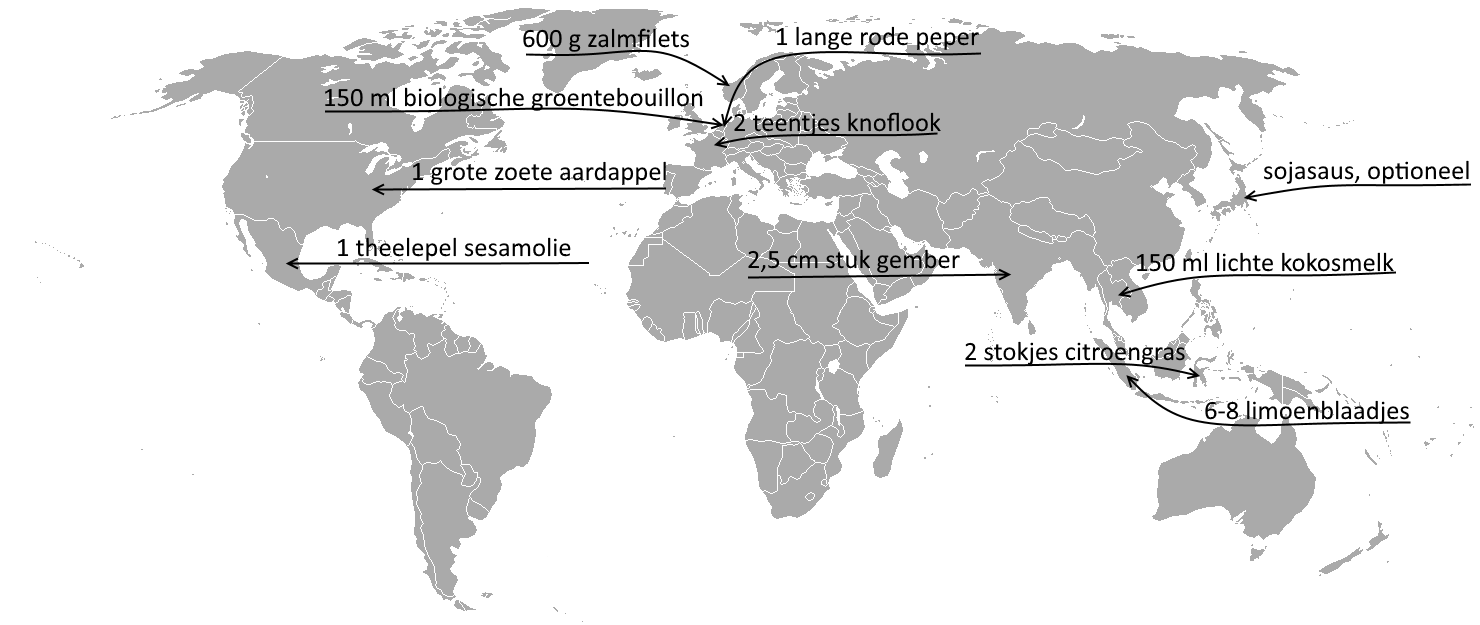 600 g zalmfilets
1 lange rode peper
150 ml biologische groentebouillon
2 teentjes knoflook
1 grote zoete aardappel
sojasaus, optioneel
1 theelepel sesamolie
2,5 cm stuk gember
150 ml lichte kokosmelk
2 stokjes citroengras
6-8 limoenblaadjes